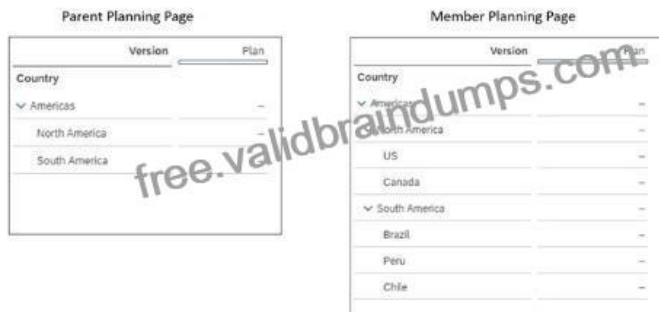 Parent Planning Page
Version Plan
Country
Americas –
North America –
South America
Member Planning Page
Version Plan
Country
Americas –
North America –
US –
Canada –
South America –
Brazil –
Peru –
Chile –
free.validbraindumps.com